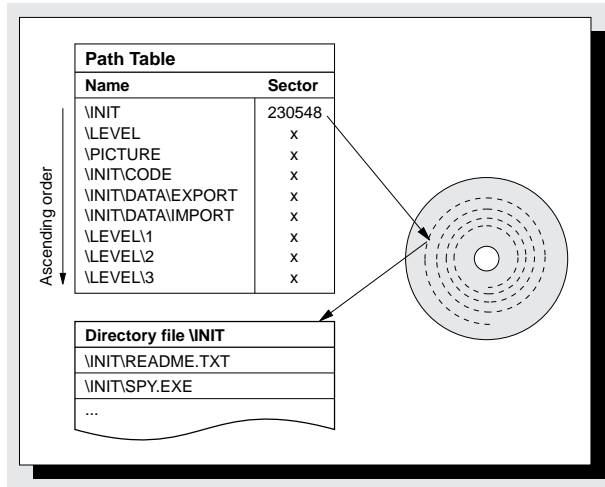 Path Table
Name Sector
\INIT 230548
\LEVEL x
\PICTURE x
\INIT\CODE x
\INIT\DATA\EXPORT x
\INIT\DATA\IMPORT x
\LEVEL\1 x
\LEVEL\2 x
\LEVEL\3 x
Ascending order
Directory file \INIT
\INIT\README.TXT
\INIT\SPY.EXE
...